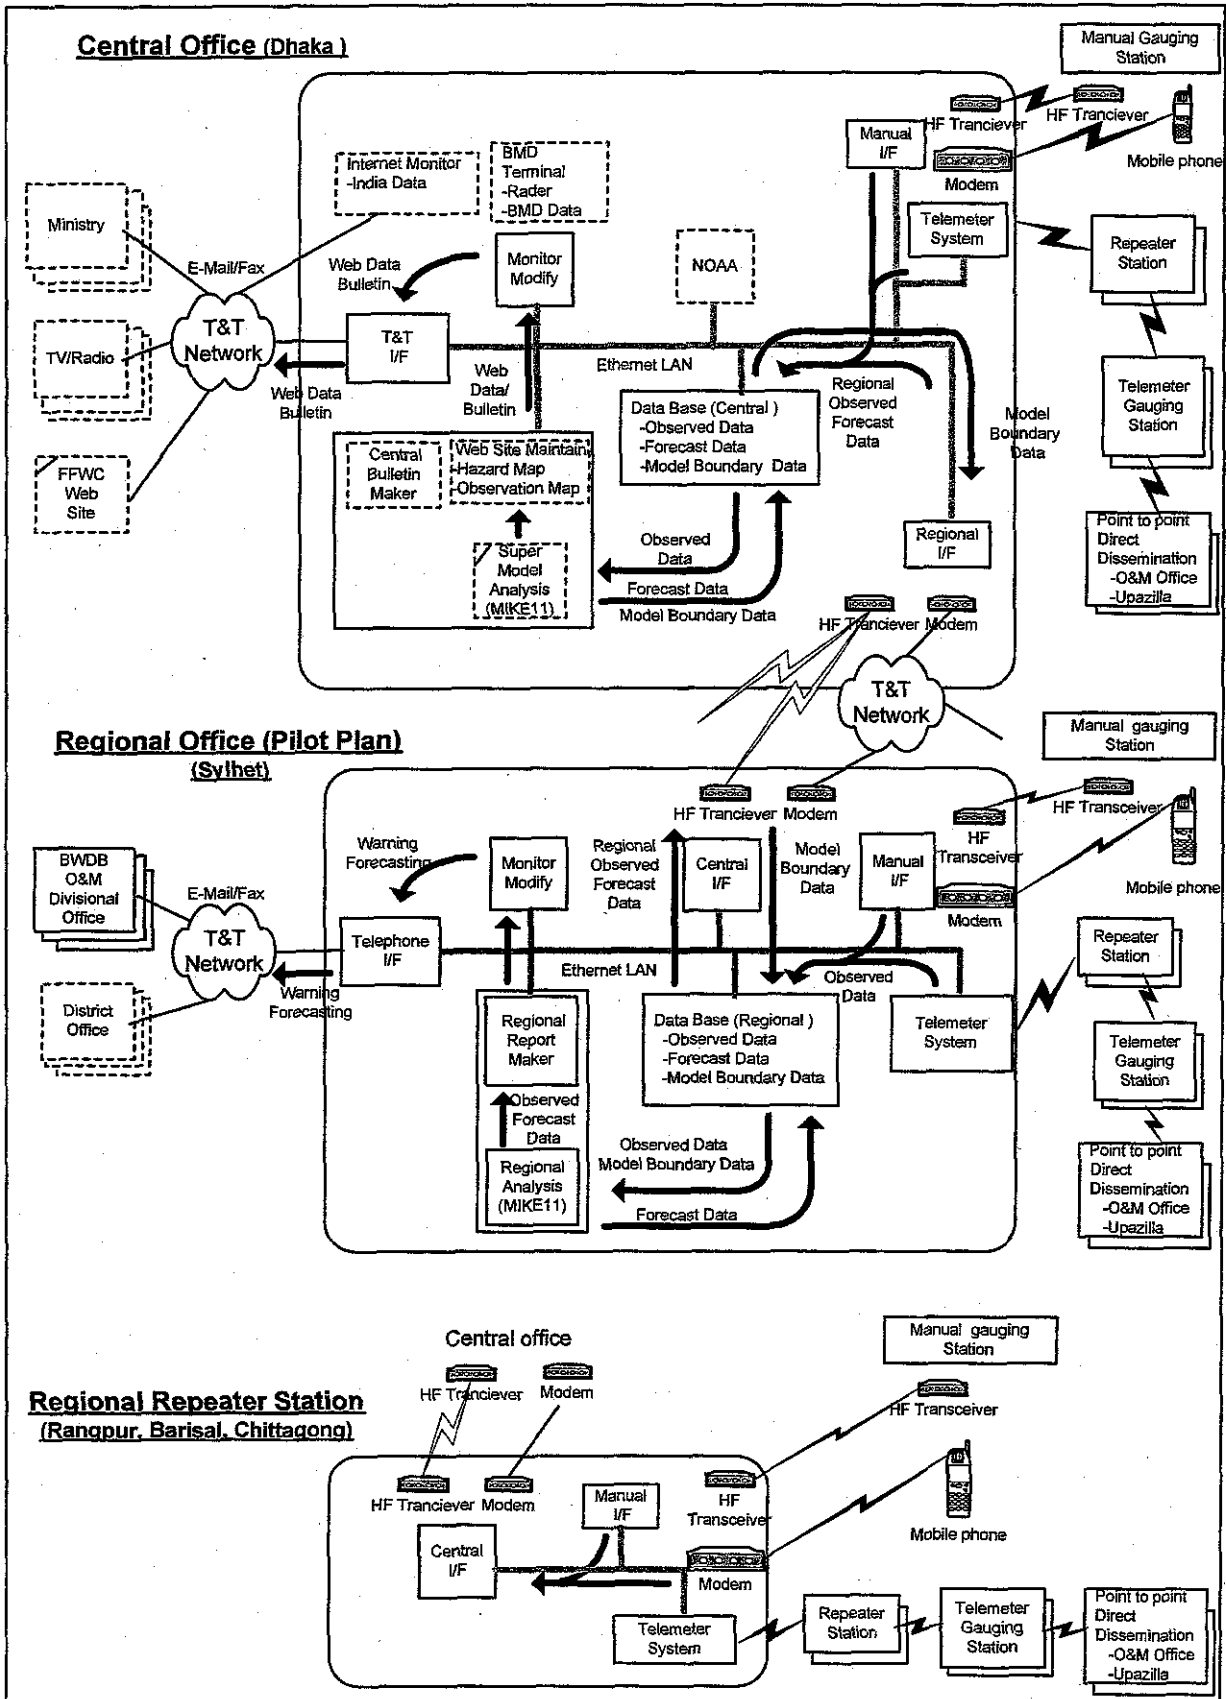 Central Office (Dhaka )
Manual Gauging
Station
HF Tranciever
HF Tranciever
Mobile phone
Manual
I/F
Modem
Internet Monitor
-India Data
BMD
Terminal
-Rader
-BMD Data
Telemeter
System
Repeater
Station
Ministry
E-Mail/Fax
Web Data
Bulletin
Monitor
Modify
NOAA
T&T
Network
TV/Radio
T&T
I/F
Ethernet LAN
Web Data
Bulletin
Web
Data/
Bulletin
Regional
Observed
Forecast
Data
Model
Boundary
Data
Telemeter
Gauging
Station
Data Base (Central )
-Observed Data
-Forecast Data
-Model Boundary Data
FFWC
Web
Site
Central
Bulletin
Maker
Web Site Maintain
-Hazard Map
-Observation Map
Super
Model
Analysis
(MIKE11)
Observed
Data
Forecast Data
Model Boundary Data
Regional
I/F
Point to point
Direct
Dissemination
-O&M Office
-Upazilla
HF Tranciever
Modem
T&T
Network
Regional Office (Pilot Plan)
(Sylhet)
Manual gauging
Station
HF Tranciever
Modem
HF Transceiver
HF
Transceiver
Mobile phone
Modem
BWDB
O&M
Divisional
Office
E-Mail/Fax
Warning
Forecasting
Monitor
Modify
Regional
Observed
Forecast
Data
Central
I/F
Model
Boundary
Data
Manual
I/F
T&T
Network
Telephone
I/F
Ethernet LAN
Warning
Forecasting
Observed
Data
Repeater
Station
District
Office
Regional
Report
Maker
Data Base (Regional )
-Observed Data
-Forecast Data
-Model Boundary Data
Telemeter
System
Telemeter
Gauging
Station
Observed
Forecast
Data
Regional
Analysis
(MIKE11)
Observed Data
Model Boundary Data
Forecast Data
Point to point
Direct
Dissemination
-O&M Office
-Upazilla
Central office
Manual gauging
Station
HF Tranciever
Modem
HF Transceiver
Regional Repeater Station
(Rangpur, Barisal, Chittagong)
HF Tranciever
Modem
Manual
I/F
HF
Transceiver
Mobile phone
Central
I/F
Modem
Telemeter
System
Repeater
Station
Telemeter
Gauging
Station
Point to point
Direct
Dissemination
-O&M Office
-Upazilla